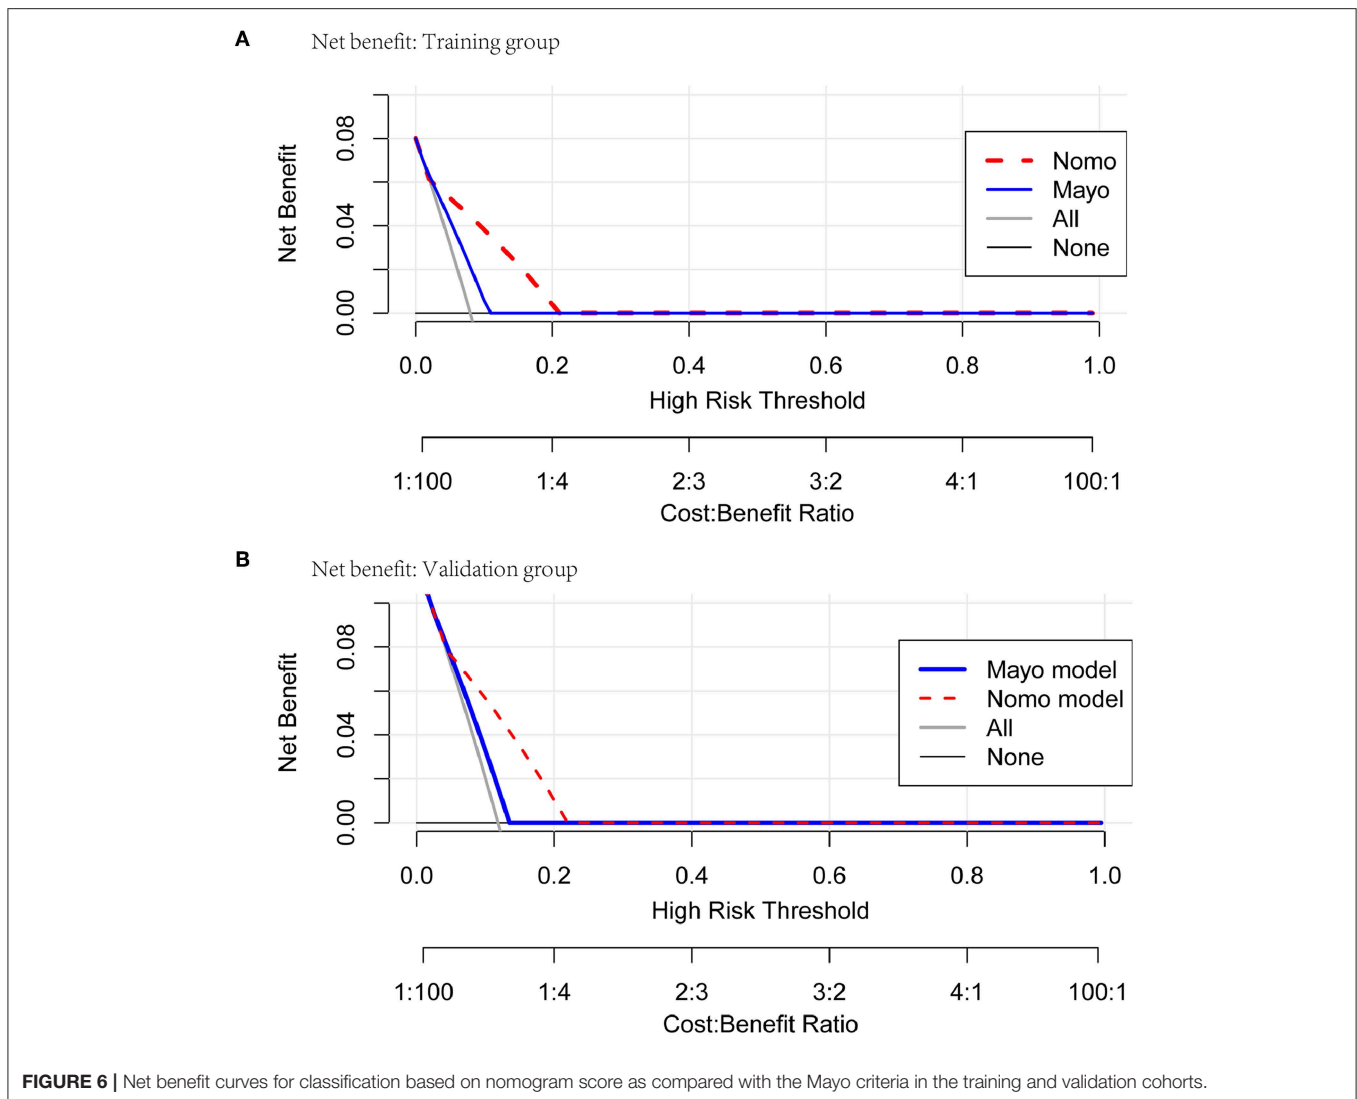 A
Net benefit: Training group
Net Benefit
0.08
0.04
0.00
Nomo
Mayo
All
None
0.0 0.2 0.4 0.6 0.8 1.0
High Risk Threshold
1:100 1:4 2:3 3:2 4:1 100:1
Cost:Benefit Ratio
B
Net benefit: Validation group
Net Benefit
0.08
0.04
0.00
Mayo model
Nomo model
All
None
0.0 0.2 0.4 0.6 0.8 1.0
High Risk Threshold
1:100 1:4 2:3 3:2 4:1 100:1
Cost:Benefit Ratio
FIGURE 6 | Net benefit curves for classification based on nomogram score as compared with the Mayo criteria in the training and validation cohorts.